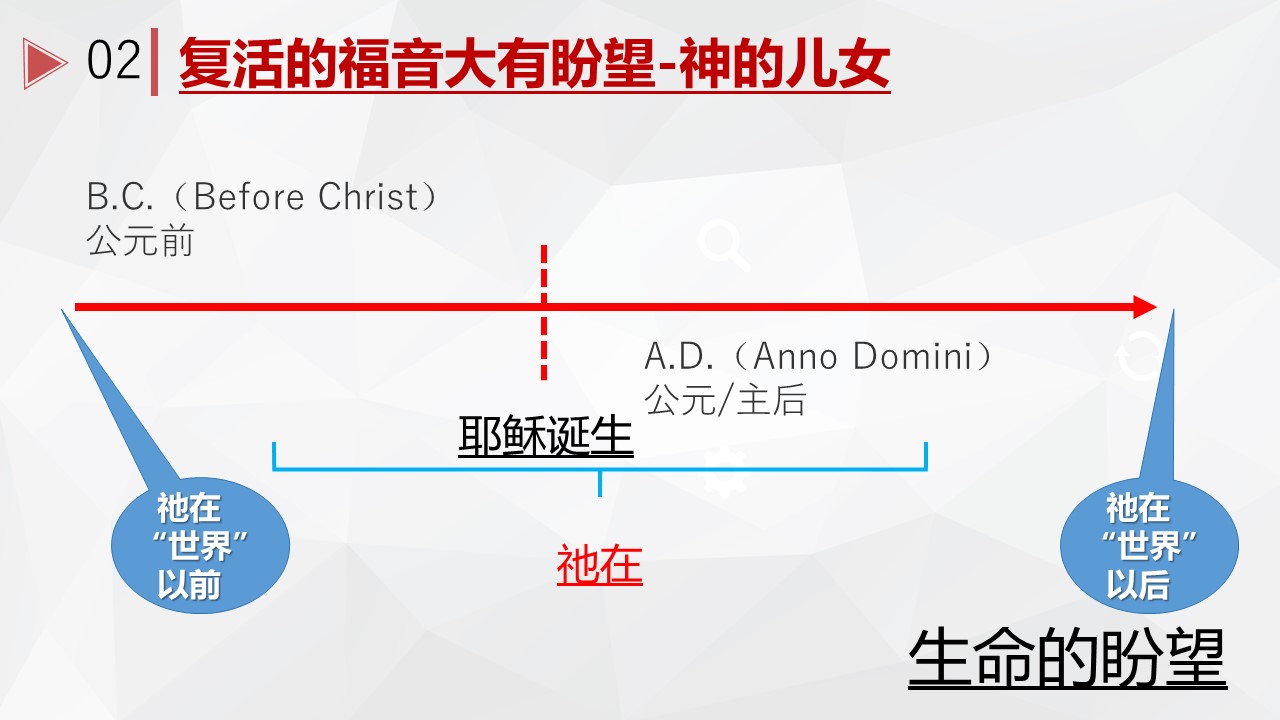 02
复活的福音大有盼望-神的儿女
B.C.（Before Christ）
公元前
A.D.（Anno Domini）
公元/主后
耶稣诞生
祂在
“世界”
以前
祂在
祂在
“世界”
以后
生命的盼望